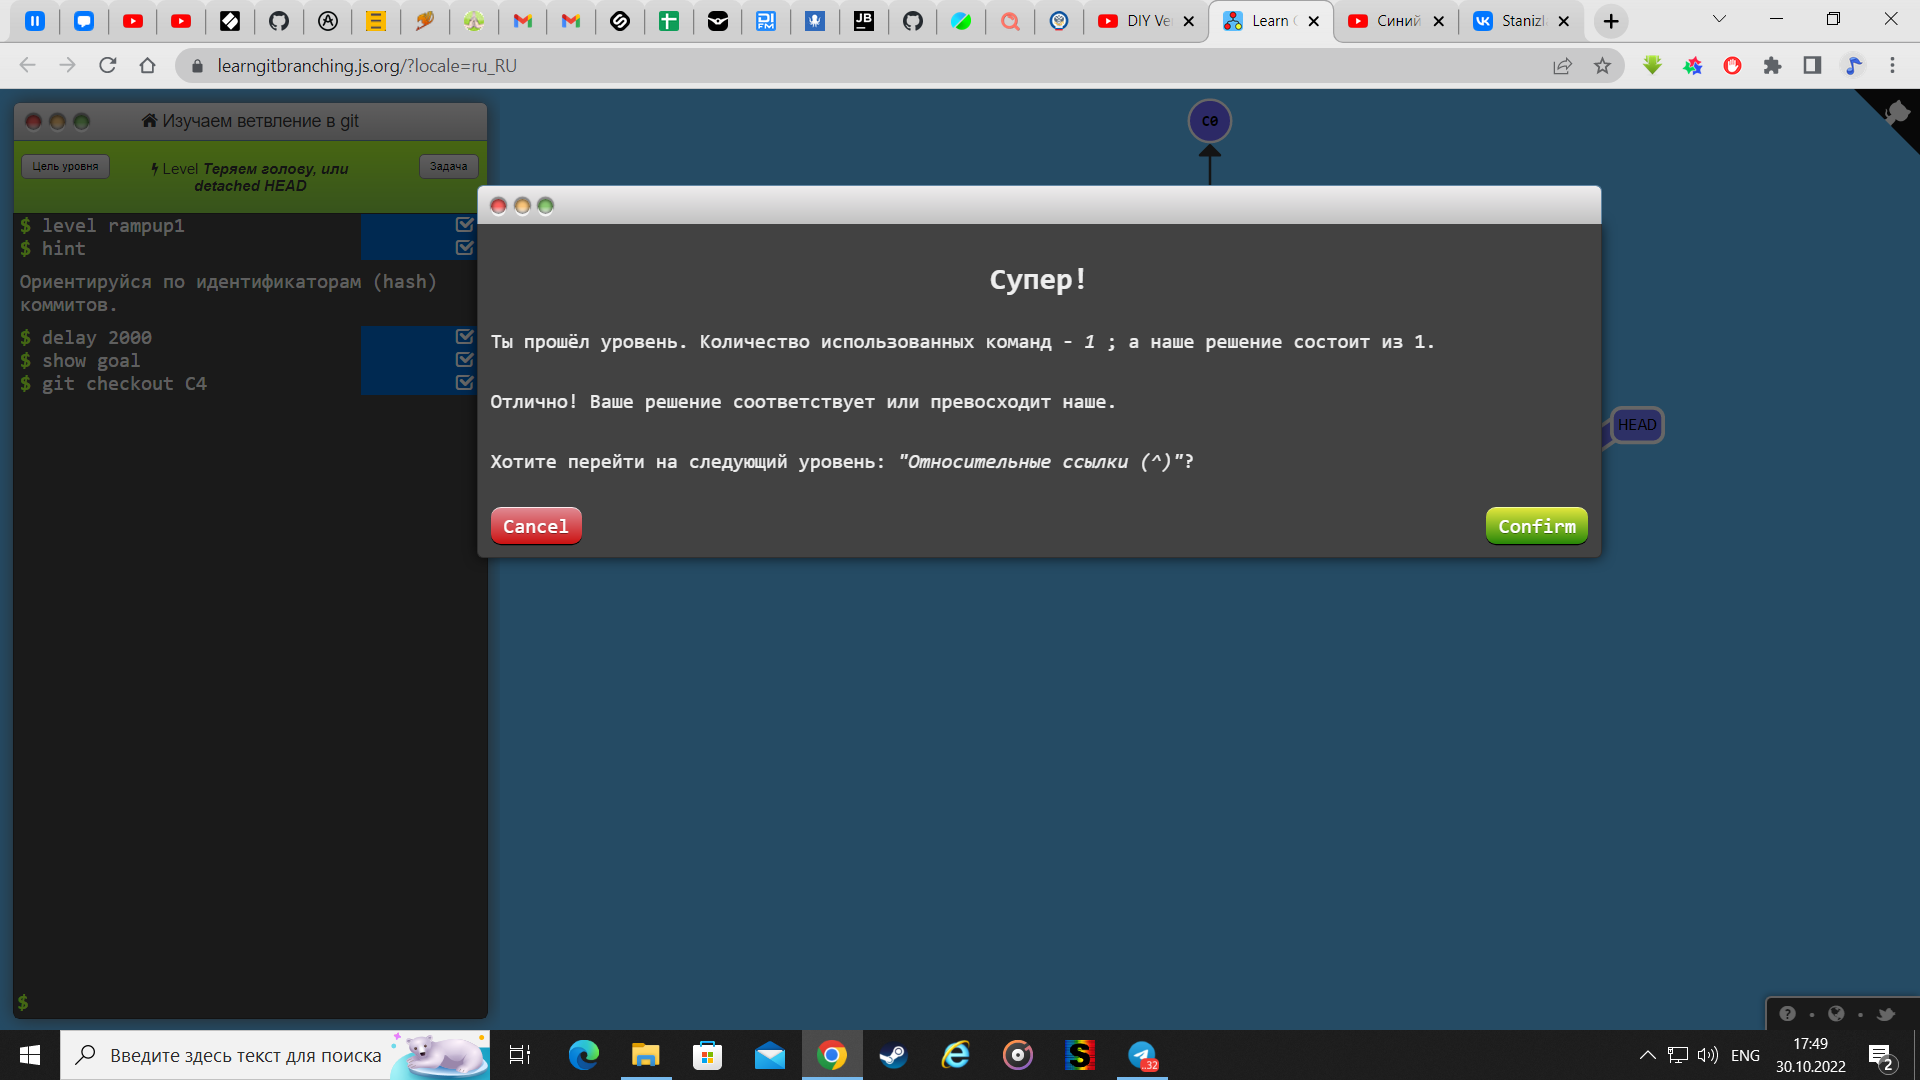 DIY Ve
Learn
Синий
Staniz
learngitbranching.js.org/?locale=ru_RU
Изучаем ветвление в git
Цель уровня
Level Теряем голову, или
detached HEAD
Задача
$ level rampup1
$ hint
Ориентируйся по идентификаторам (hash)
коммитов.
$ delay 2000
$ show goal
$ git checkout C4
$
C0
Супер!
Ты прошёл уровень. Количество использованных команд - 1 ; а наше решение состоит из 1.
Отлично! Ваше решение соответствует или превосходит наше.
Хотите перейти на следующий уровень: "Относительные ссылки (^)"?
Cancel
Confirm
HEAD
Введите здесь текст для поиска
ENG
17:49
30.10.2022
2